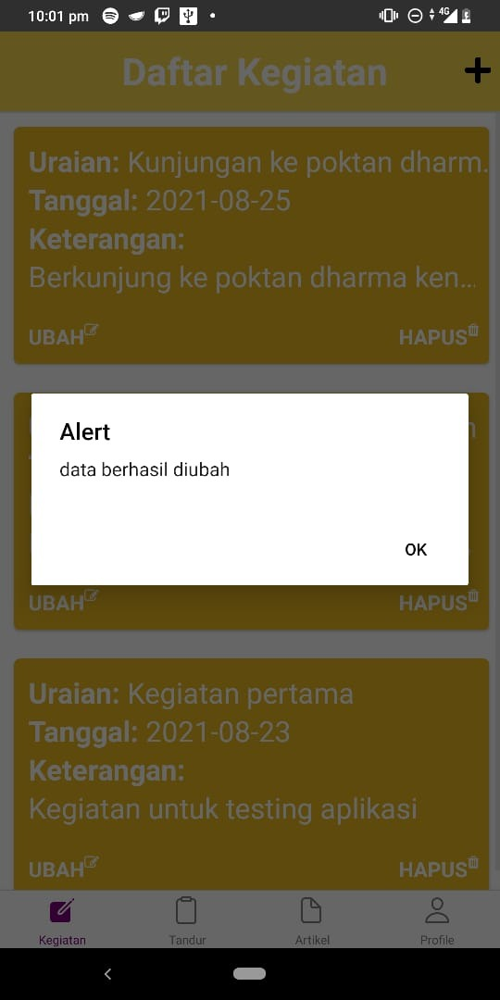 10:01 pm
4G
Daftar Kegiatan
Uraian: Kunjungan ke poktan dharm.
Tanggal: 2021-08-25
Keterangan:
Berkunjung ke poktan dharma ken...
UBAH HAPUS
Alert
data berhasil diubah
OK
UBAH HAPUS
Uraian: Kegiatan pertama
Tanggal: 2021-08-23
Keterangan:
Kegiatan untuk testing aplikasi
UBAH HAPUS
Kegiatan Tandur Artikel Profile